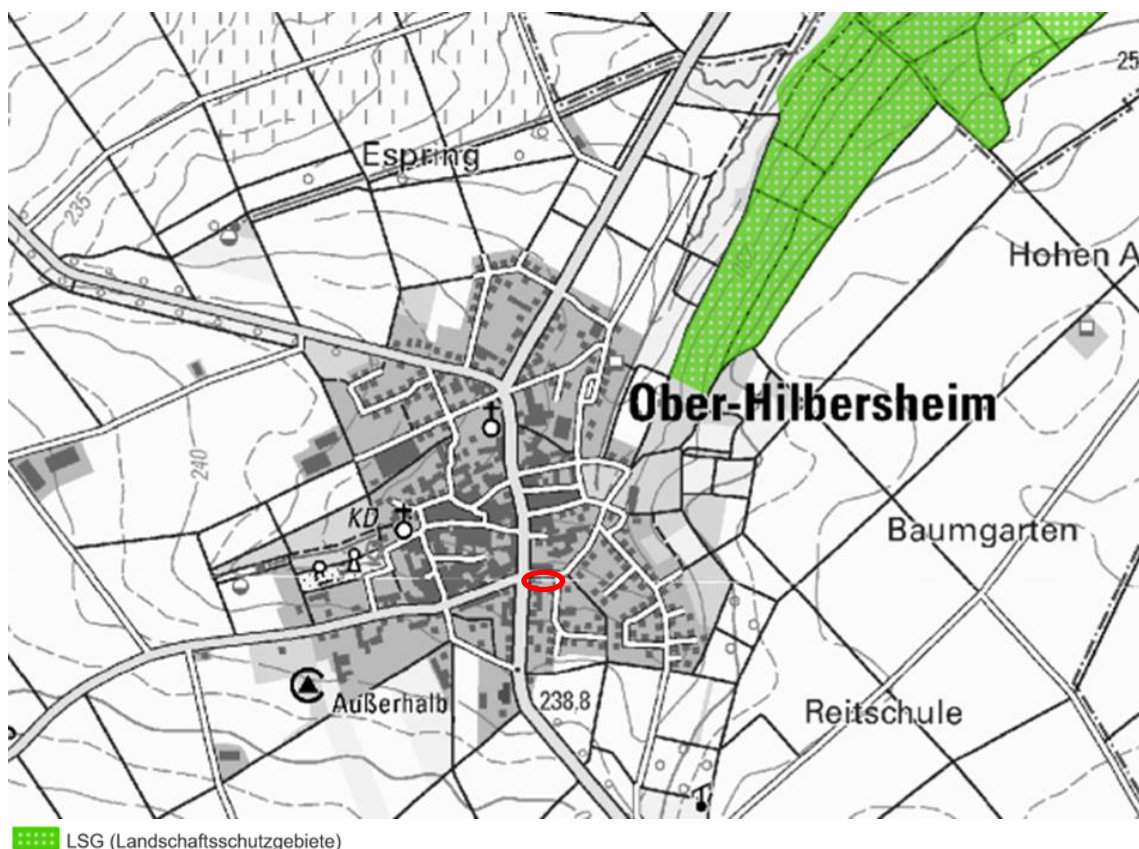 25
Espring
235
Hohen A
Ober-Hilbersheim
240
KD
Baumgarten
Außerhalb
238,8
Reitschule
LSG (Landschaftsschutzgebiete)